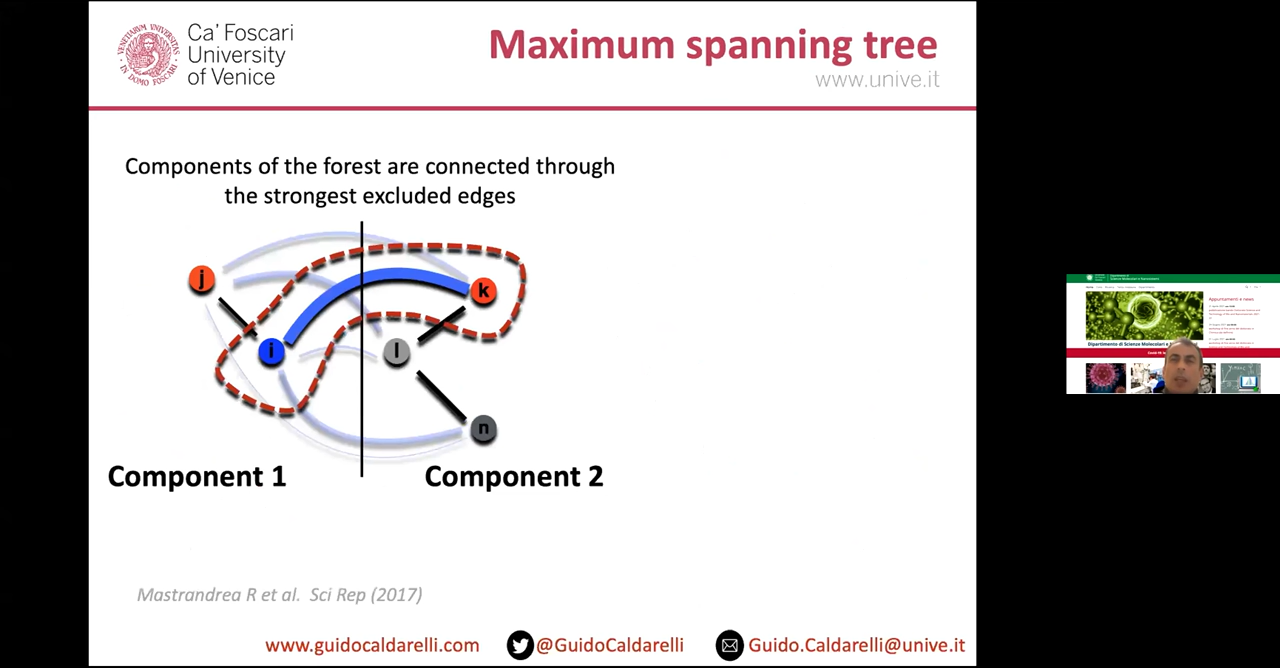 Ca' Foscari
University
of Venice
Maximum spanning tree
www.unive.it
Components of the forest are connected through
the strongest excluded edges
j
k
i
l
n
Component 1
Component 2
Mastrandrea R et al. Sci Rep (2017)
www.guidocaldarelli.com
@GuidoCaldarelli
Guido.Caldarelli@unive.it
Appuntamenti e news